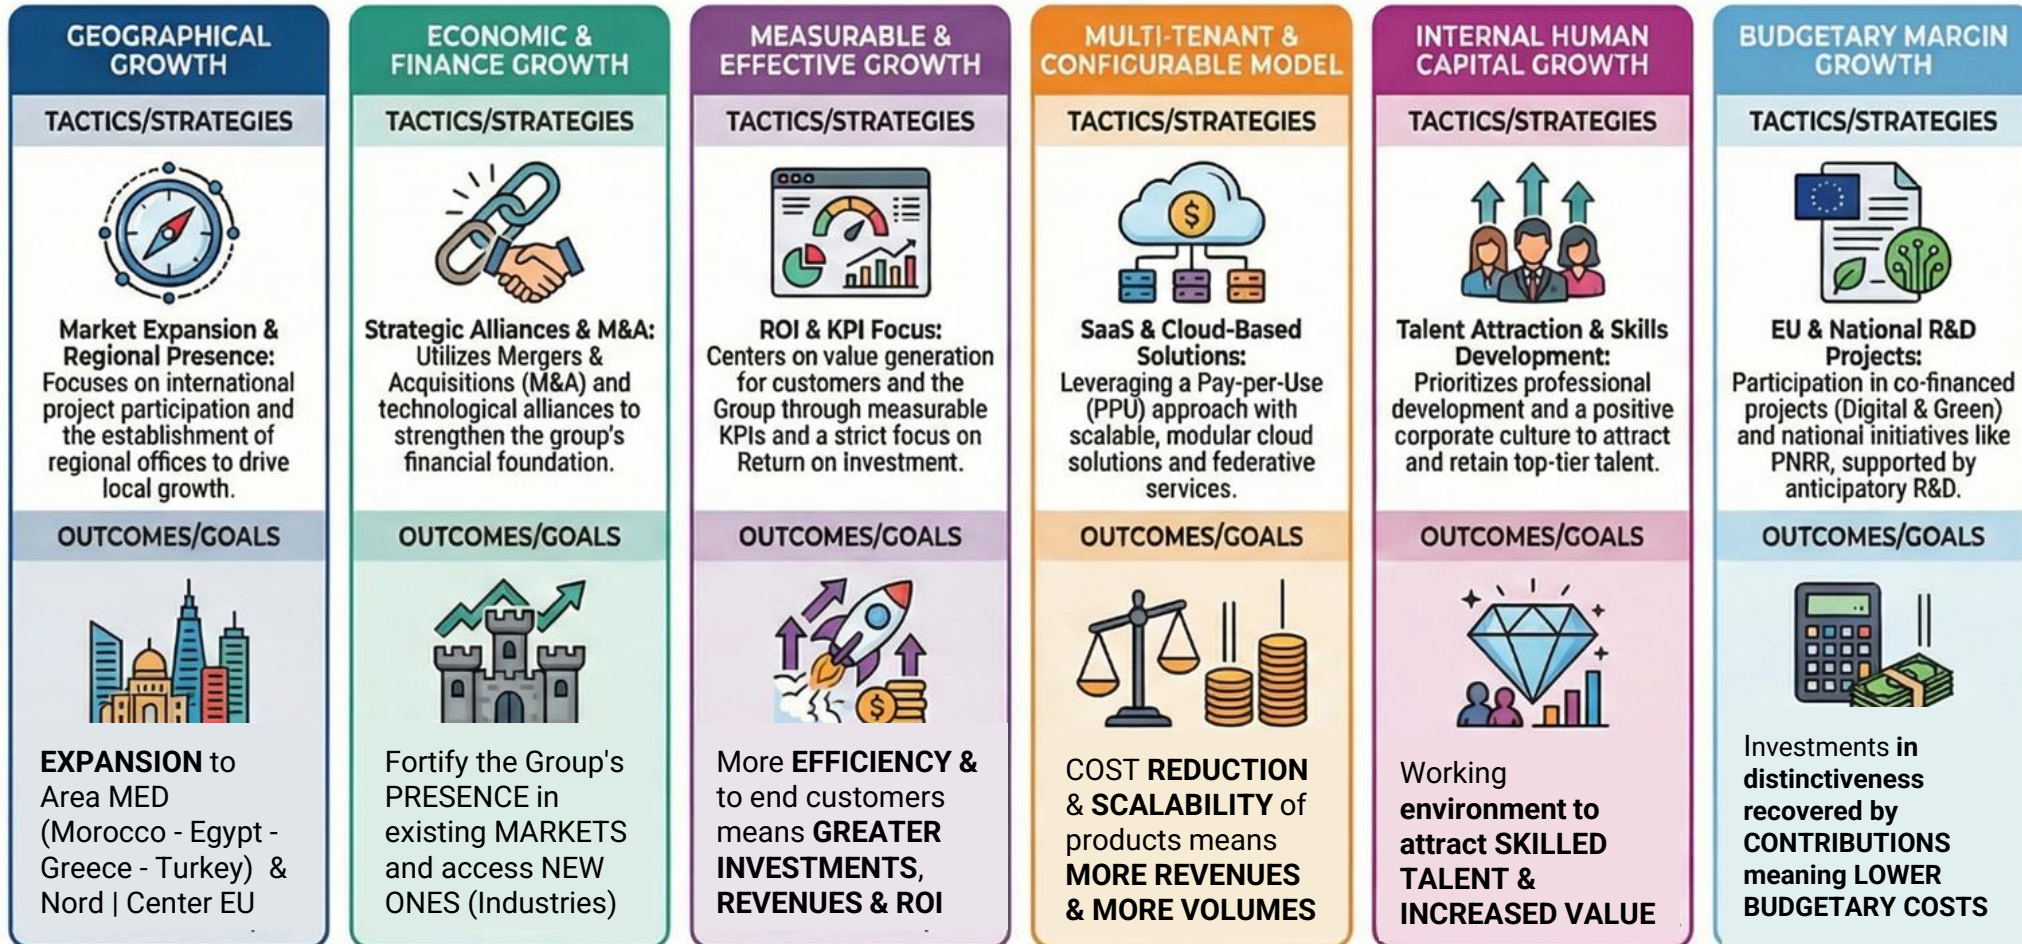 GEOGRAPHICAL
GROWTH
TACTICS/STRATEGIES
Market Expansion &
Regional Presence:
Focuses on international
project participation and
the establishment of
regional offices to drive
local growth.
OUTCOMES/GOALS
EXPANSION to
Area MED
(Morocco - Egypt -
Greece - Turkey) &
Nord | Center EU
ECONOMIC &
FINANCE GROWTH
TACTICS/STRATEGIES
Strategic Alliances & M&A:
Utilizes Mergers &
Acquisitions (M&A) and
technological alliances to
strengthen the group's
financial foundation.
OUTCOMES/GOALS
Fortify the Group's
PRESENCE in
existing MARKETS
and access NEW
ONES (Industries)
MEASURABLE &
EFFECTIVE GROWTH
TACTICS/STRATEGIES
ROI & KPI Focus:
Centers on value generation
for customers and the
Group through measurable
KPIs and a strict focus on
Return on investment.
OUTCOMES/GOALS
$
More EFFICIENCY &
to end customers
means GREATER
INVESTMENTS,
REVENUES & ROI
MULTI-TENANT &
CONFIGURABLE MODEL
TACTICS/STRATEGIES
$
SaaS & Cloud-Based
Solutions:
Leveraging a Pay-per-Use
(PPU) approach with
scalable, modular cloud
solutions and federative
services.
OUTCOMES/GOALS
COST REDUCTION
& SCALABILITY of
products means
MORE REVENUES
& MORE VOLUMES
INTERNAL HUMAN
CAPITAL GROWTH
TACTICS/STRATEGIES
Talent Attraction & Skills
Development:
Prioritizes professional
development and a positive
corporate culture to attract
and retain top-tier talent.
OUTCOMES/GOALS
Working
environment to
attract SKILLED
TALENT &
INCREASED VALUE
BUDGETARY MARGIN
GROWTH
TACTICS/STRATEGIES
EU & National R&D
Projects:
Participation in co-financed
projects (Digital & Green)
and national initiatives like
PNRR, supported by
anticipatory R&D.
OUTCOMES/GOALS
Investments in
distinctiveness
recovered by
CONTRIBUTIONS
meaning LOWER
BUDGETARY COSTS